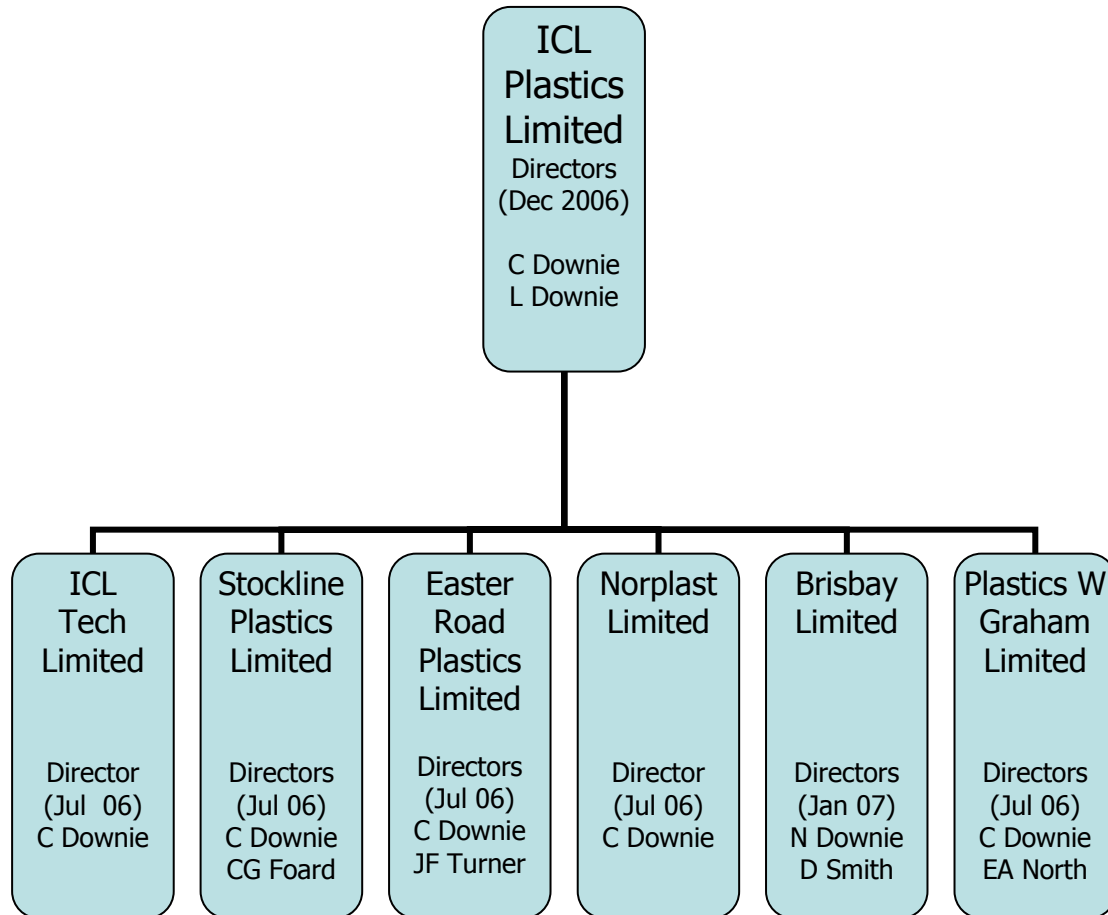 ICL
Plastics
Limited
Directors
(Dec 2006)
C Downie
L Downie
ICL
Tech
Limited
Director
(Jul 06)
C Downie
Stockline
Plastics
Limited
Directors
(Jul 06)
C Downie
CG Foard
Easter
Road
Plastics
Limited
Directors
(Jul 06)
C Downie
JF Turner
Norplast
Limited
Director
(Jul 06)
C Downie
Brisbay
Limited
Directors
(Jan 07)
N Downie
D Smith
Plastics W
Graham
Limited
Directors
(Jul 06)
C Downie
EA North